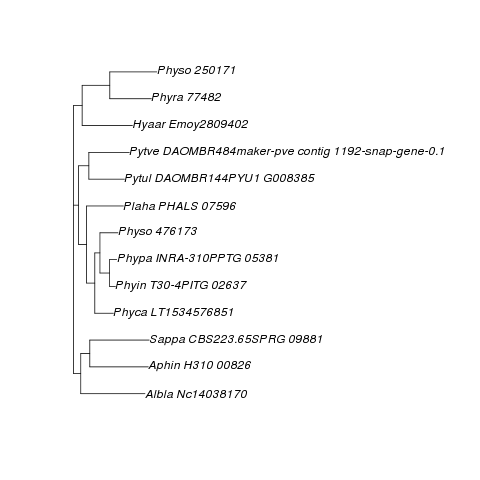 Physo 250171
Phyra 77482
Hyaar Emoy2809402
Pytve DAOMBR484maker-pve contig 1192-snap-gene-0.1
Pytul DAOMBR144PYU1 G008385
Plaha PHALS 07596
Physo 476173
Phypa INRA-310PPTG 05381
Phyin T30-4PITG 02637
Phyca LT1534576851
Sappa CBS223.65SPRG 09881
Aphin H310 00826
Albla Nc14038170